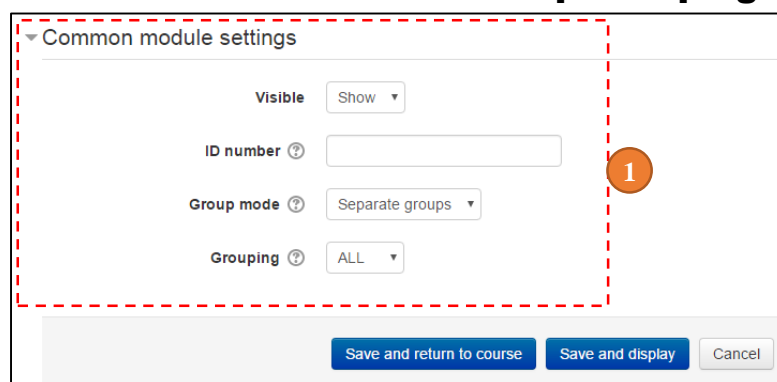 Common module settings
Visible Show
ID number
1
Group mode Separate groups
Grouping ALL
Save and return to course Save and display Cancel